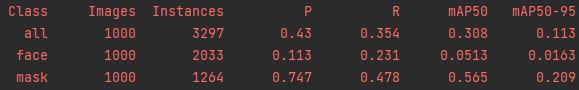 Class Images Instances P R mAP50 mAP50-95
all 1000 3297 0.43 0.354 0.308 0.113
face 1000 2033 0.113 0.231 0.0513 0.0163
mask 1000 1264 0.747 0.478 0.565 0.209